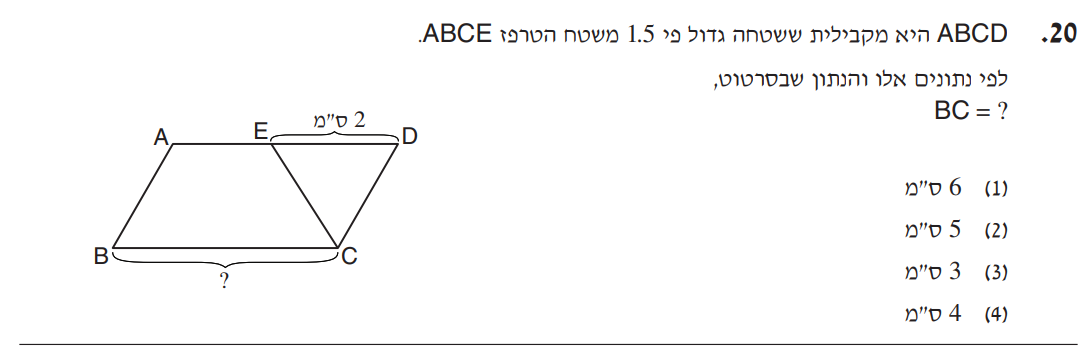 20. ABCD היא מקבילית ששטחה גדול פי 1.5 משטח הטרפז ABCE.
לפי נתונים אלו והנתון שבסרטוט,
BC = ?
A E 2 ס"מ D
B C
?
(1) 6 ס"מ
(2) 5 ס"מ
(3) 3 ס"מ
(4) 4 ס"מ